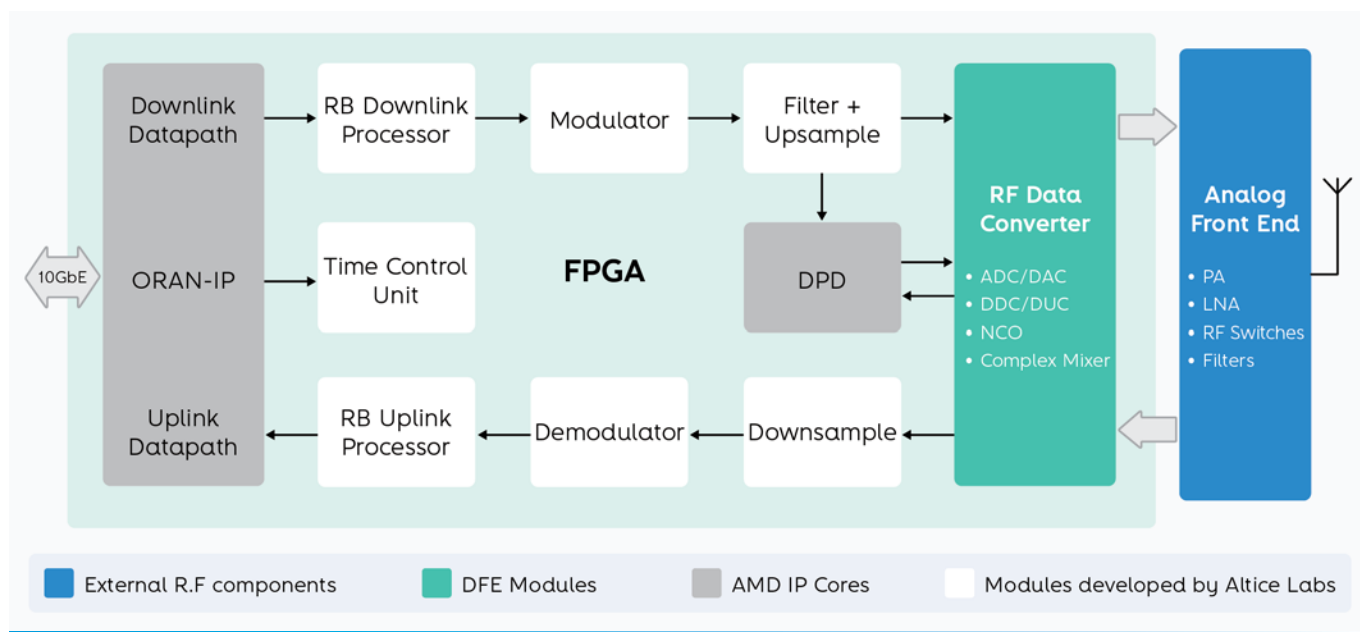 Downlink
Datapath
RB Downlink
Processor
Modulator
Filter +
Upsample
RF Data
Converter
• ADC/DAC
• DDC/DUC
• NCO
• Complex Mixer
Analog
Front End
• PA
• LNA
• RF Switches
• Filters
10GbE
ORAN-IP
Time Control
Unit
FPGA
DPD
Uplink
Datapath
RB Uplink
Processor
Demodulator
Downsample
External R.F components
DFE Modules
AMD IP Cores
Modules developed by Altice Labs